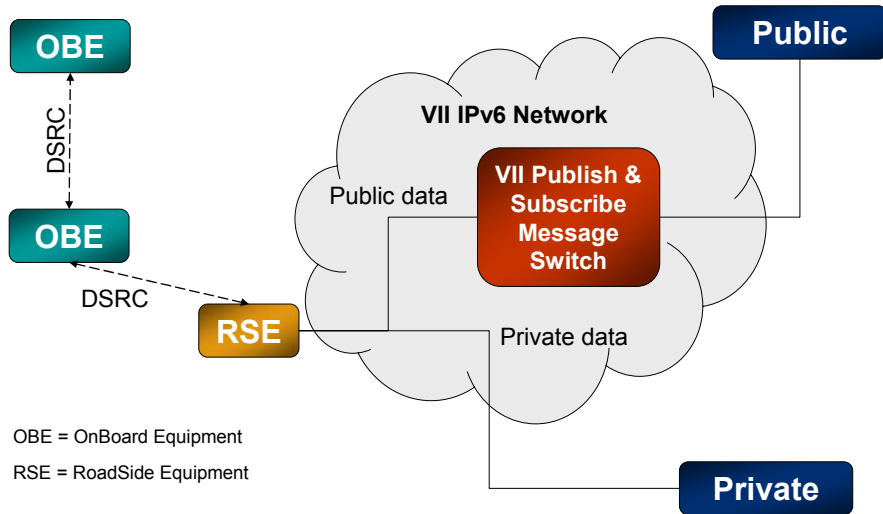 OBE
Public
VII IPv6 Network
DSRC
VII Publish &
Subscribe
Message
Switch
Public data
OBE
DSRC
RSE
Private data
OBE = OnBoard Equipment
RSE = RoadSide Equipment
Private